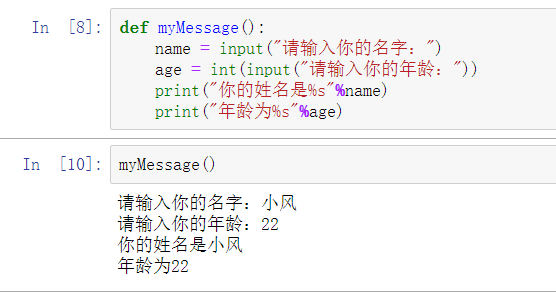 In [8]: def myMessage():
name = input("请输入你的名字：")
age = int(input("请输入你的年龄："))
print("你的姓名是%s"%name)
print("年龄为%s"%age)
In [10]: myMessage()
请输入你的名字：小风
请输入你的年龄：22
你的姓名是小风
年龄为22